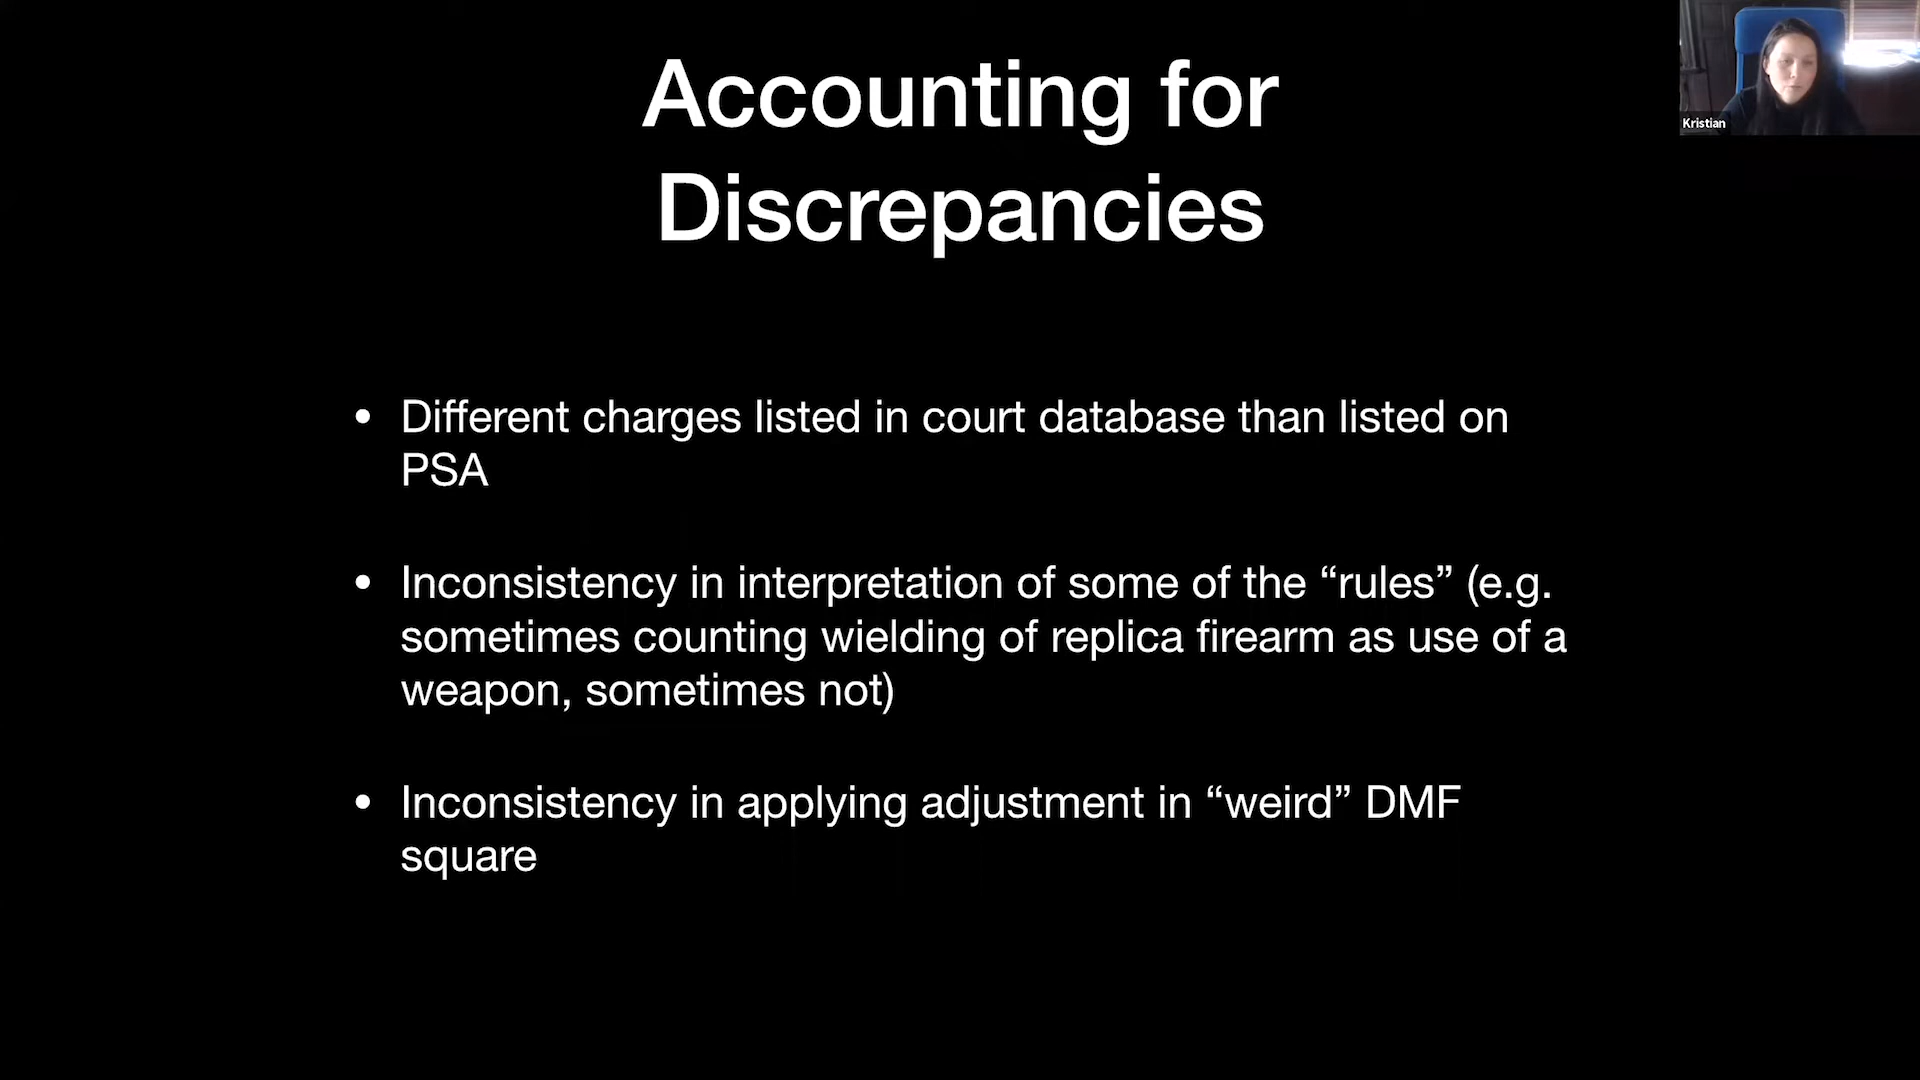 Accounting for
Discrepancies
Kristian
• Different charges listed in court database than listed on
PSA
• Inconsistency in interpretation of some of the “rules” (e.g.
sometimes counting wielding of replica firearm as use of a
weapon, sometimes not)
• Inconsistency in applying adjustment in “weird” DMF
square